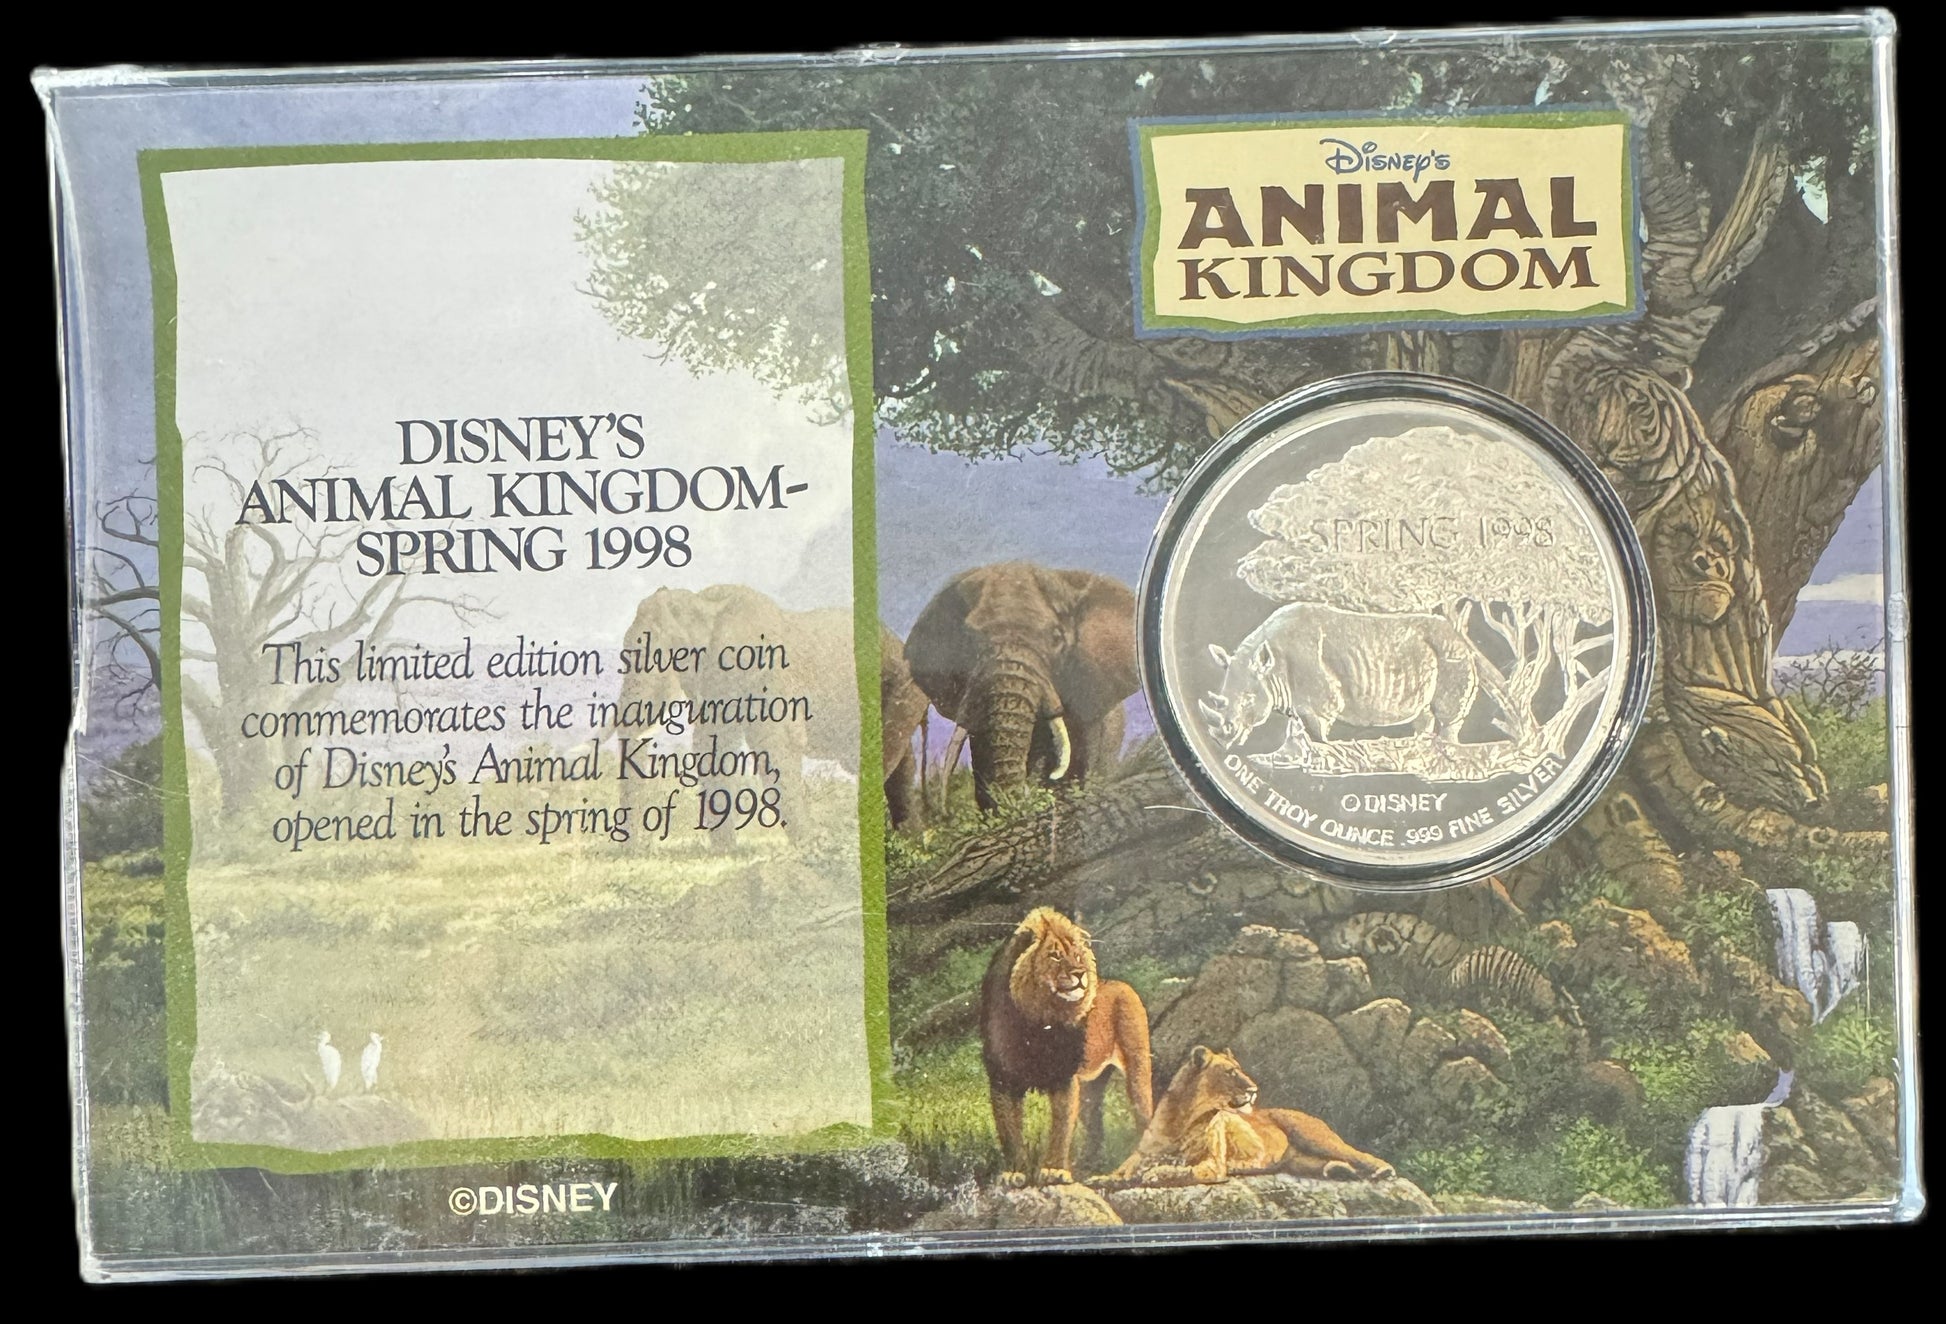 DISNEY'S
ANIMAL KINGDOM-
SPRING 1998
This limited edition silver coin
commemorates the inauguration
of Disney's Animal Kingdom,
opened in the spring of 1998.
©DISNEY
DISNEY'S
ANIMAL
KINGDOM
SPRING 1998
©DISNEY
ONE TROY OUNCE .999 FINE SILVER